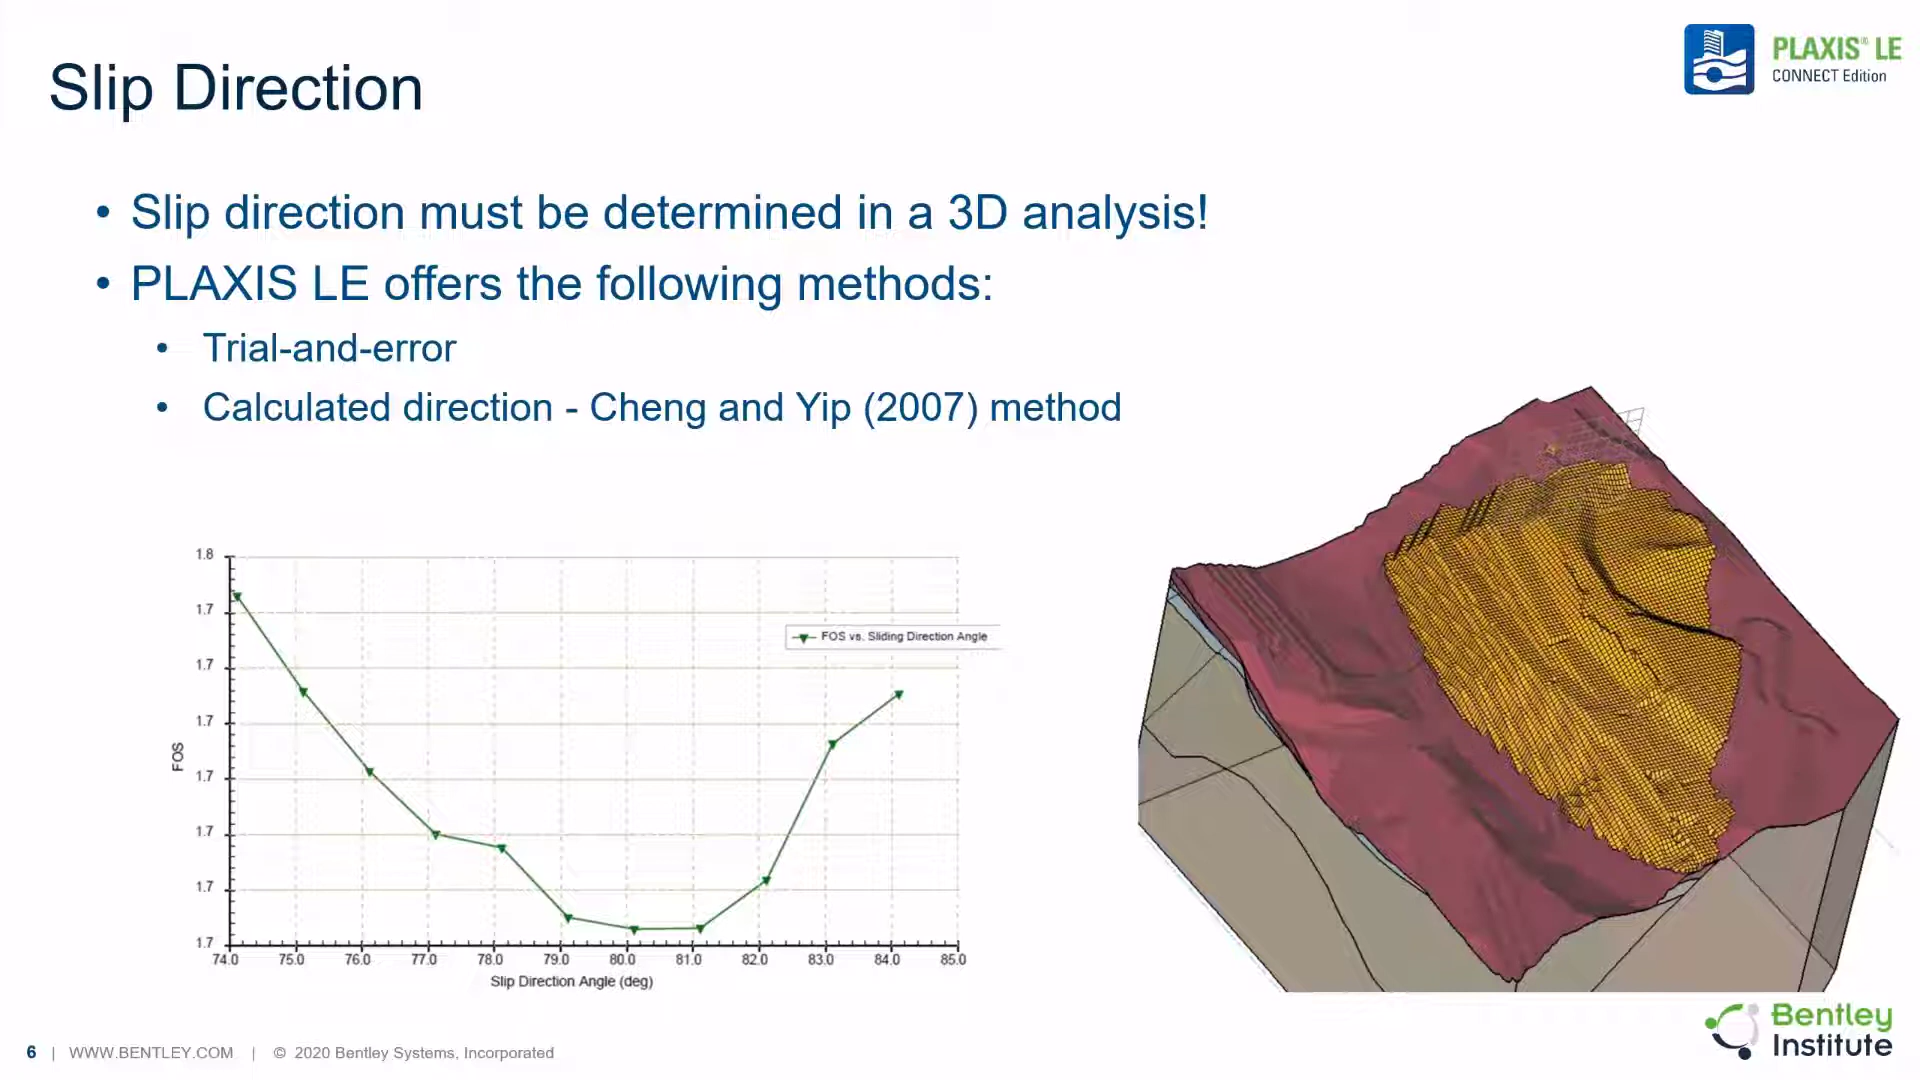 PLAXIS® LE
CONNECT Edition
Slip Direction
• Slip direction must be determined in a 3D analysis!
• PLAXIS LE offers the following methods:
• Trial-and-error
• Calculated direction - Cheng and Yip (2007) method
1.8
1.7
1.7
1.7
1.7
1.7
1.7
1.7
FOS
FOS vs. Sliding Direction Angle
74.0 75.0 76.0 77.0 78.0 79.0 80.0 81.0 82.0 83.0 84.0 85.0
Slip Direction Angle (deg)
Bentley
Institute
6 | WWW.BENTLEY.COM | © 2020 Bentley Systems, Incorporated